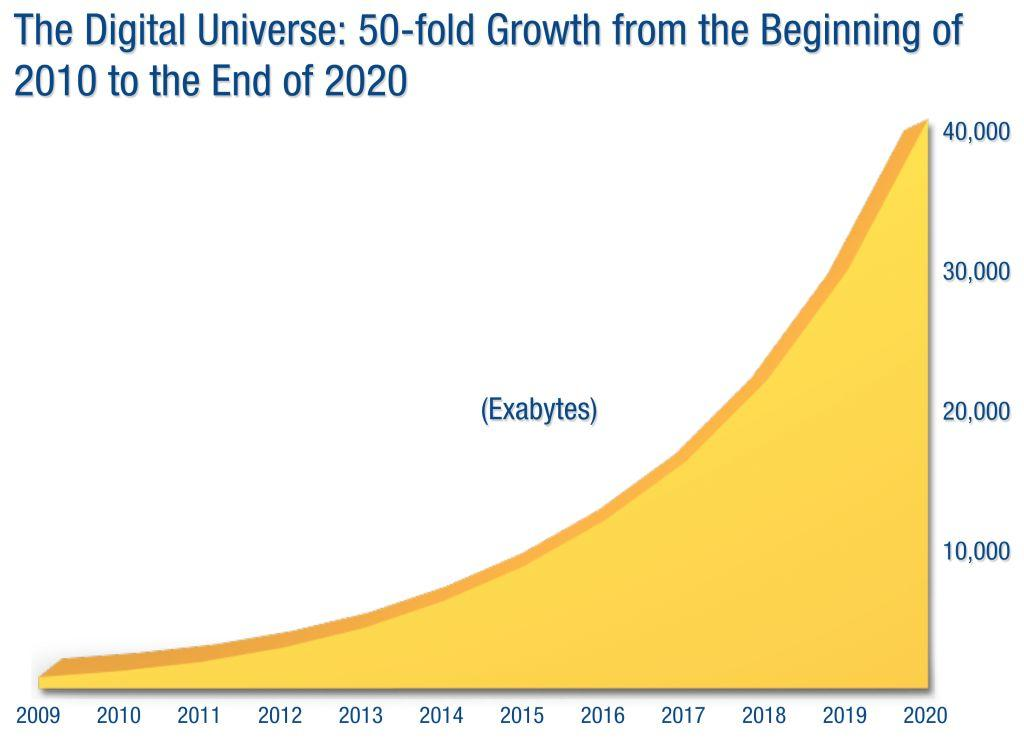 The Digital Universe: 50-fold Growth from the Beginning of
2010 to the End of 2020
40,000
30,000
(Exabytes)
20,000
10,000
2009 2010 2011 2012 2013 2014 2015 2016 2017 2018 2019 2020